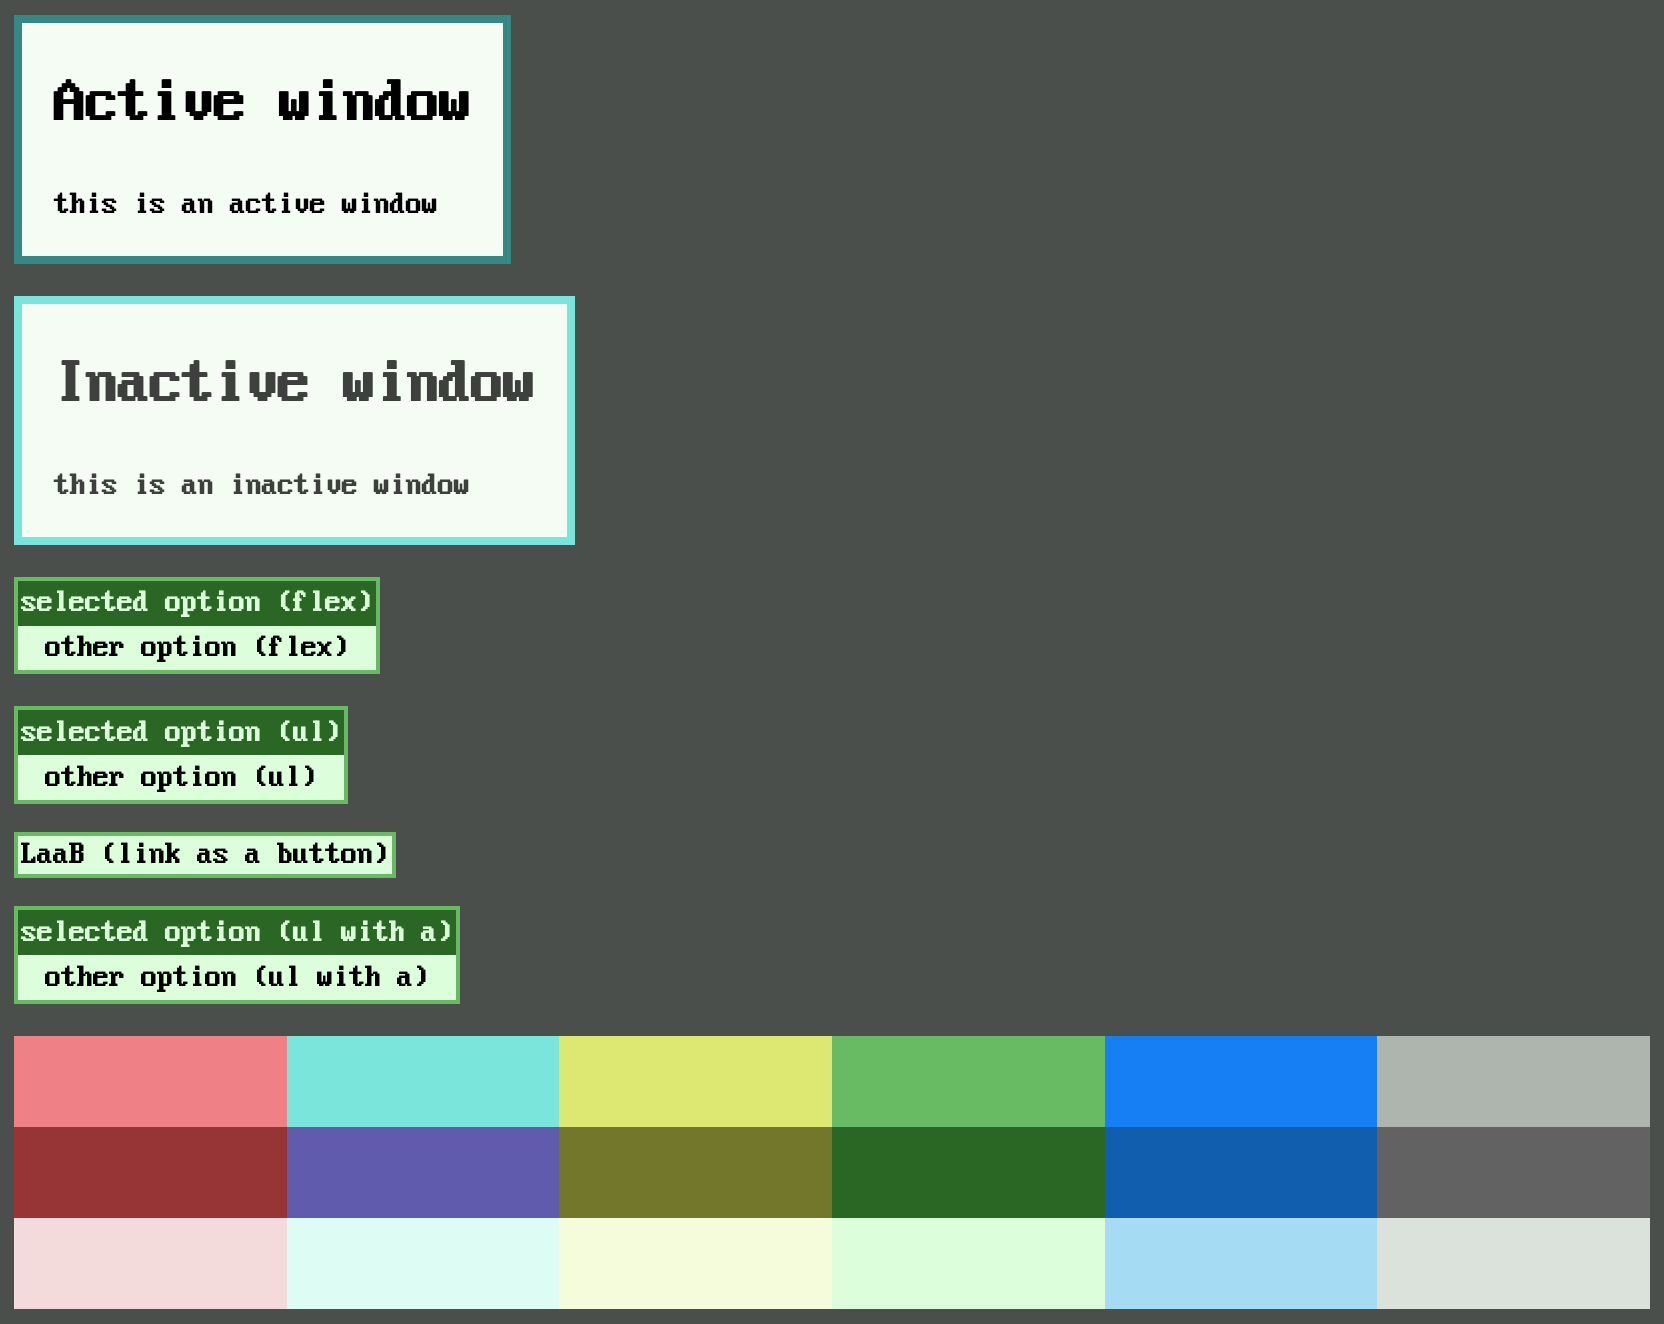 Active window
this is an active window
Inactive window
this is an inactive window
selected option (flex)
other option (flex)
selected option (ul)
other option (ul)
LaaB (link as a button)
selected option (ul with a)
other option (ul with a)